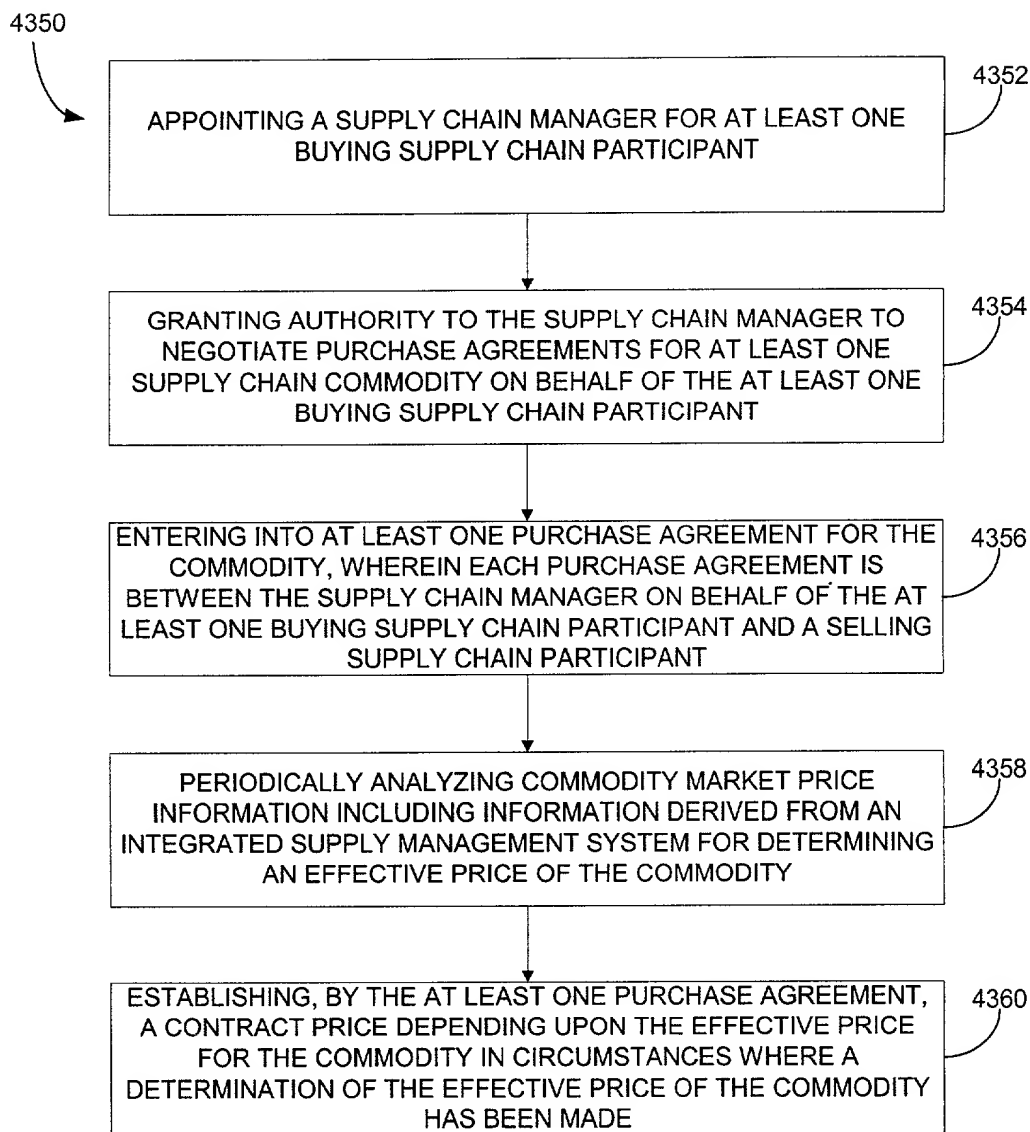 4350
4352
APPOINTING A SUPPLY CHAIN MANAGER FOR AT LEAST ONE
BUYING SUPPLY CHAIN PARTICIPANT
4354
GRANTING AUTHORITY TO THE SUPPLY CHAIN MANAGER TO
NEGOTIATE PURCHASE AGREEMENTS FOR AT LEAST ONE
SUPPLY CHAIN COMMODITY ON BEHALF OF THE AT LEAST ONE
BUYING SUPPLY CHAIN PARTICIPANT
4356
ENTERING INTO AT LEAST ONE PURCHASE AGREEMENT FOR THE
COMMODITY, WHEREIN EACH PURCHASE AGREEMENT IS
BETWEEN THE SUPPLY CHAIN MANAGER ON BEHALF OF THE AT
LEAST ONE BUYING SUPPLY CHAIN PARTICIPANT AND A SELLING
SUPPLY CHAIN PARTICIPANT
4358
PERIODICALLY ANALYZING COMMODITY MARKET PRICE
INFORMATION INCLUDING INFORMATION DERIVED FROM AN
INTEGRATED SUPPLY MANAGEMENT SYSTEM FOR DETERMINING
AN EFFECTIVE PRICE OF THE COMMODITY
4360
ESTABLISHING, BY THE AT LEAST ONE PURCHASE AGREEMENT,
A CONTRACT PRICE DEPENDING UPON THE EFFECTIVE PRICE
FOR THE COMMODITY IN CIRCUMSTANCES WHERE A
DETERMINATION OF THE EFFECTIVE PRICE OF THE COMMODITY
HAS BEEN MADE